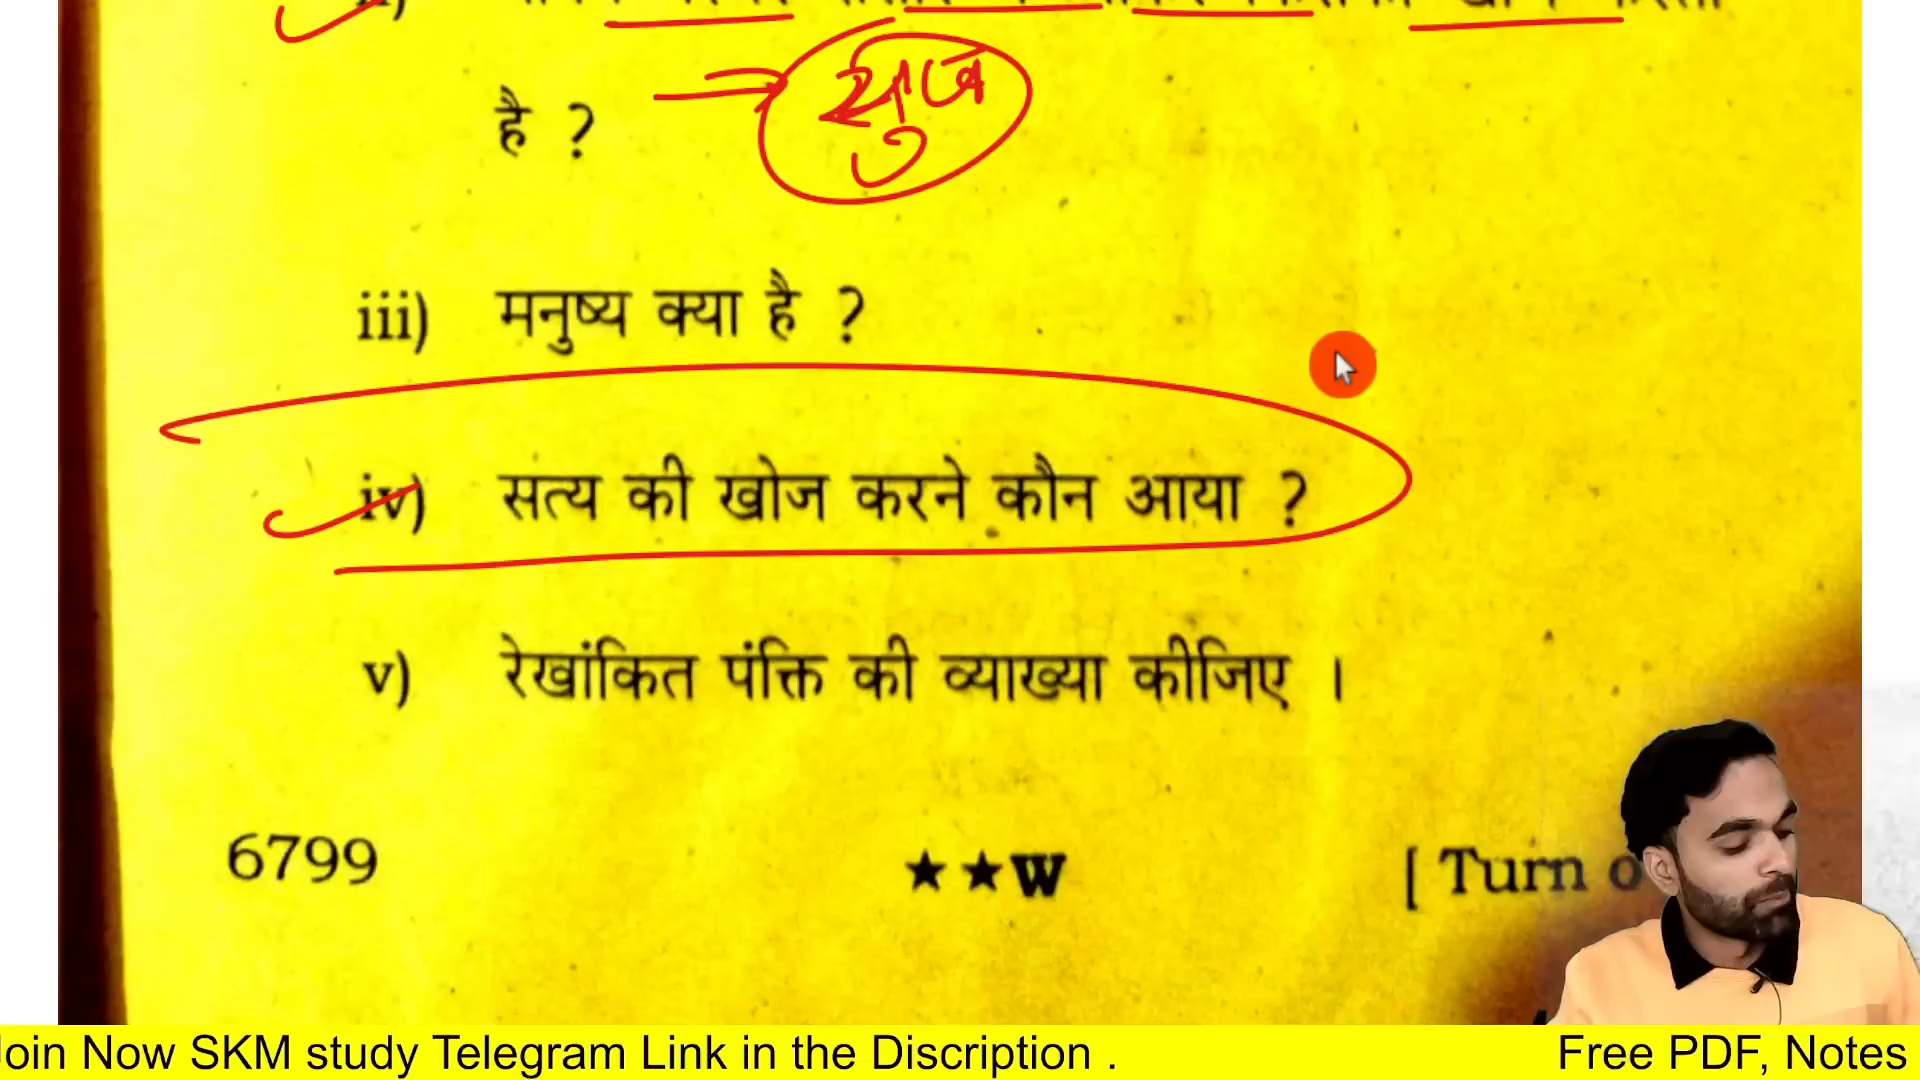 है ?
iii) मनुष्य क्या है ?
iv) सत्य की खोज करने कौन आया ?
v) रेखांकित पंक्ति की व्याख्या कीजिए ।
6799 ★★W [ Turn o
Join Now SKM study Telegram Link in the Discription . Free PDF, Notes